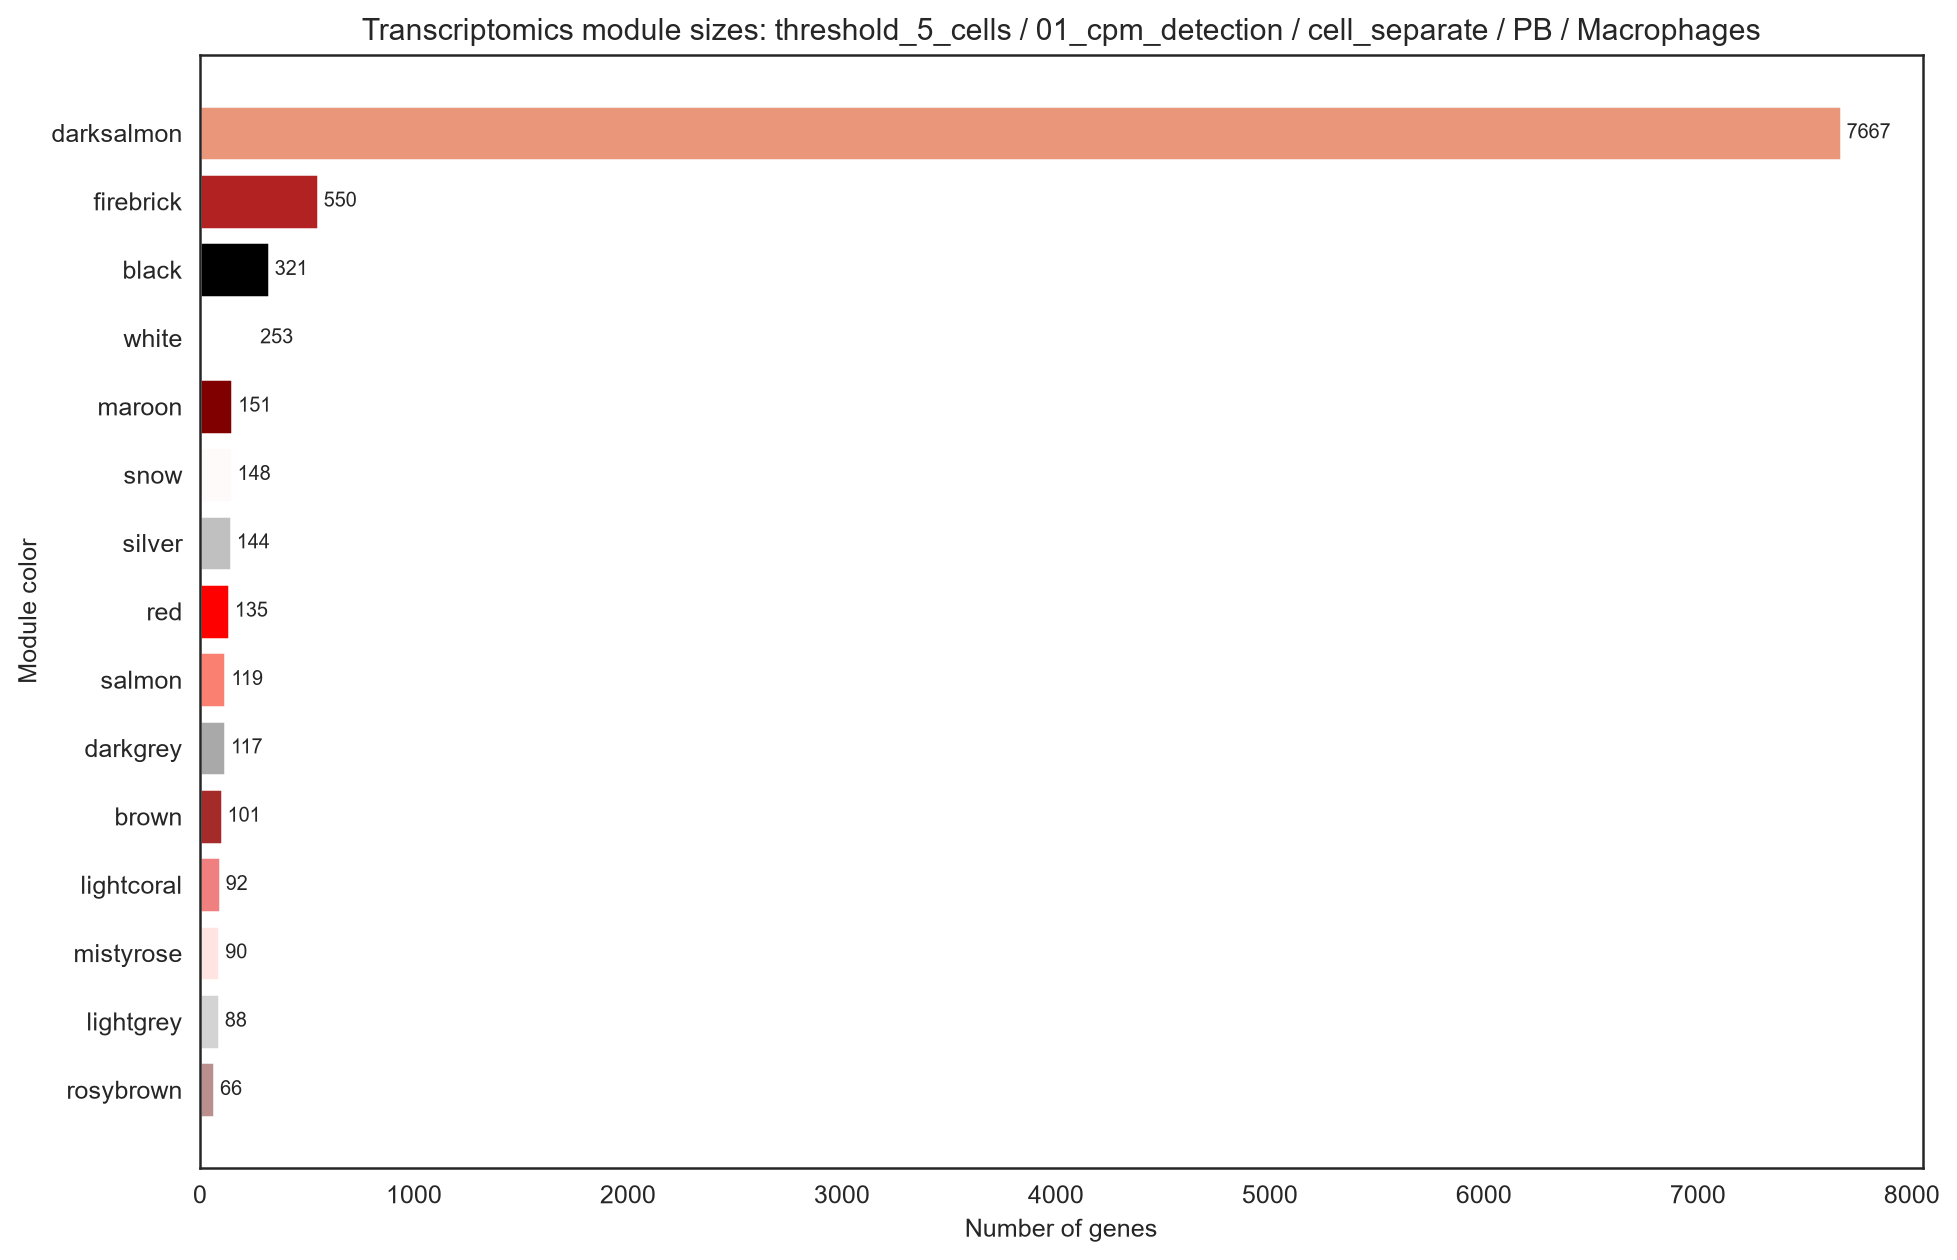 Transcriptomics module sizes: threshold_5_cells / 01_cpm_detection / cell_separate / PB / Macrophages
Module color
darksalmon 7667
firebrick 550
black 321
white 253
maroon 151
snow 148
silver 144
red 135
salmon 119
darkgrey 117
brown 101
lightcoral 92
mistyrose 90
lightgrey 88
rosybrown 66
0 1000 2000 3000 4000 5000 6000 7000 8000
Number of genes